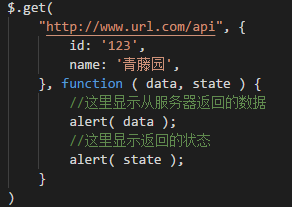 $.get(
"http://www.url.com/api", {
id: '123',
name: '青藤园',
}, function ( data, state ) {
//这里显示从服务器返回的数据
alert( data );
//这里显示返回的状态
alert( state );
}
)